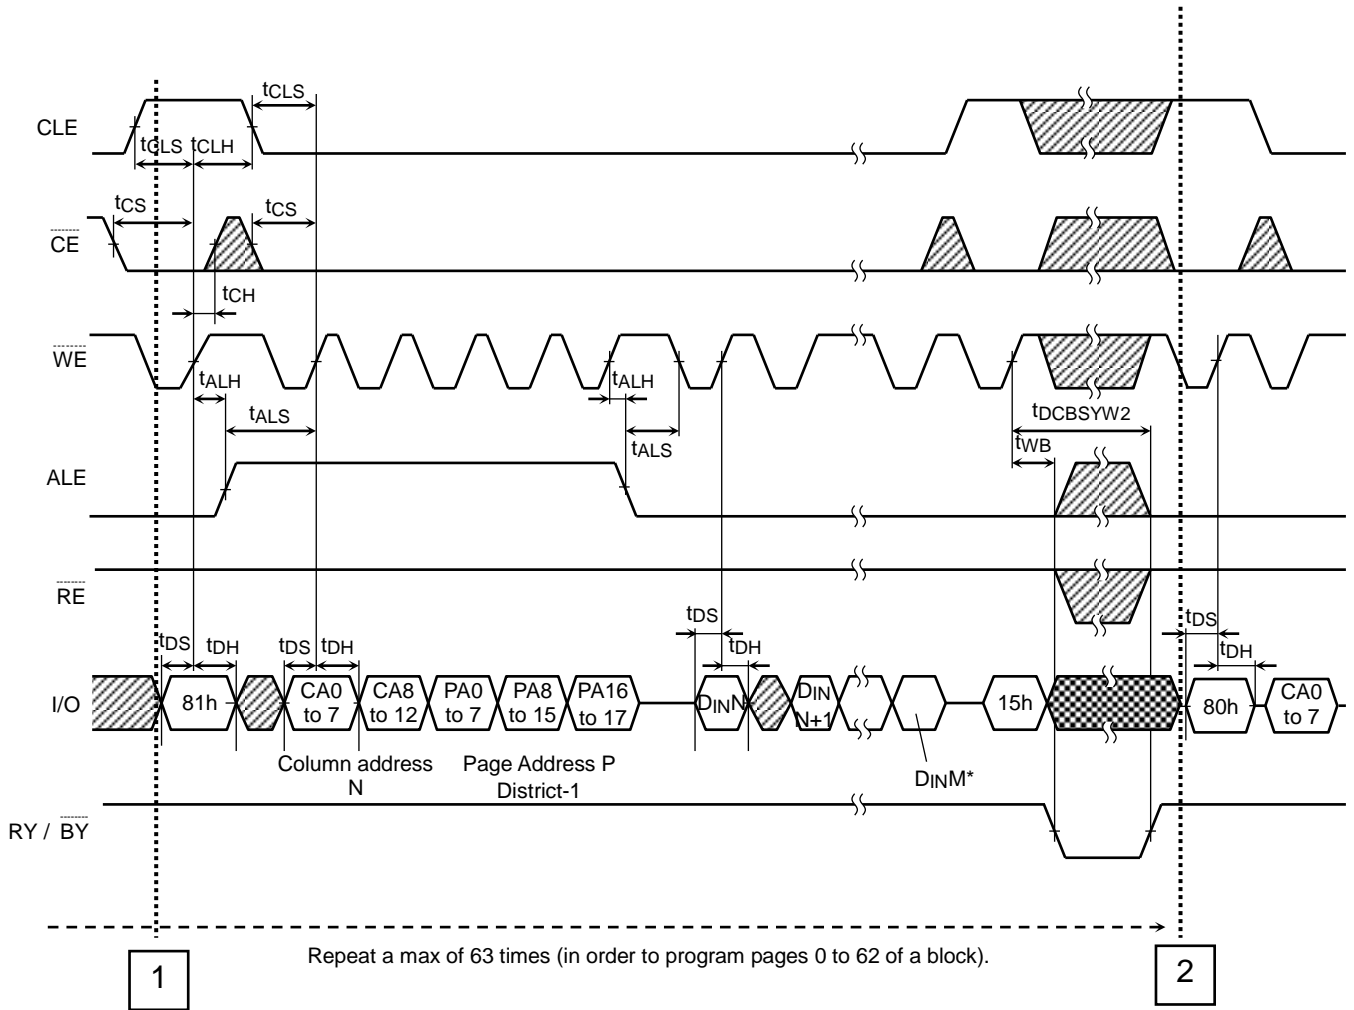 tCLS
CLE
tCLS tCLH
tCS tCS
CE
tCH
WE
tALH tALH
tALS tDCBSYW2
tALS tWB
ALE
RE
tDS tDS
tDS tDH tDS tDH tDH tDH
I/O 81h CA0 to 7 CA8 to 12 PA0 to 7 PA8 to 15 PA16 to 17 DINN DIN N+1 15h 80h CA0 to 7
Column address N
Page Address P District-1
DINM*
RY / BY
Repeat a max of 63 times (in order to program pages 0 to 62 of a block).
1
2